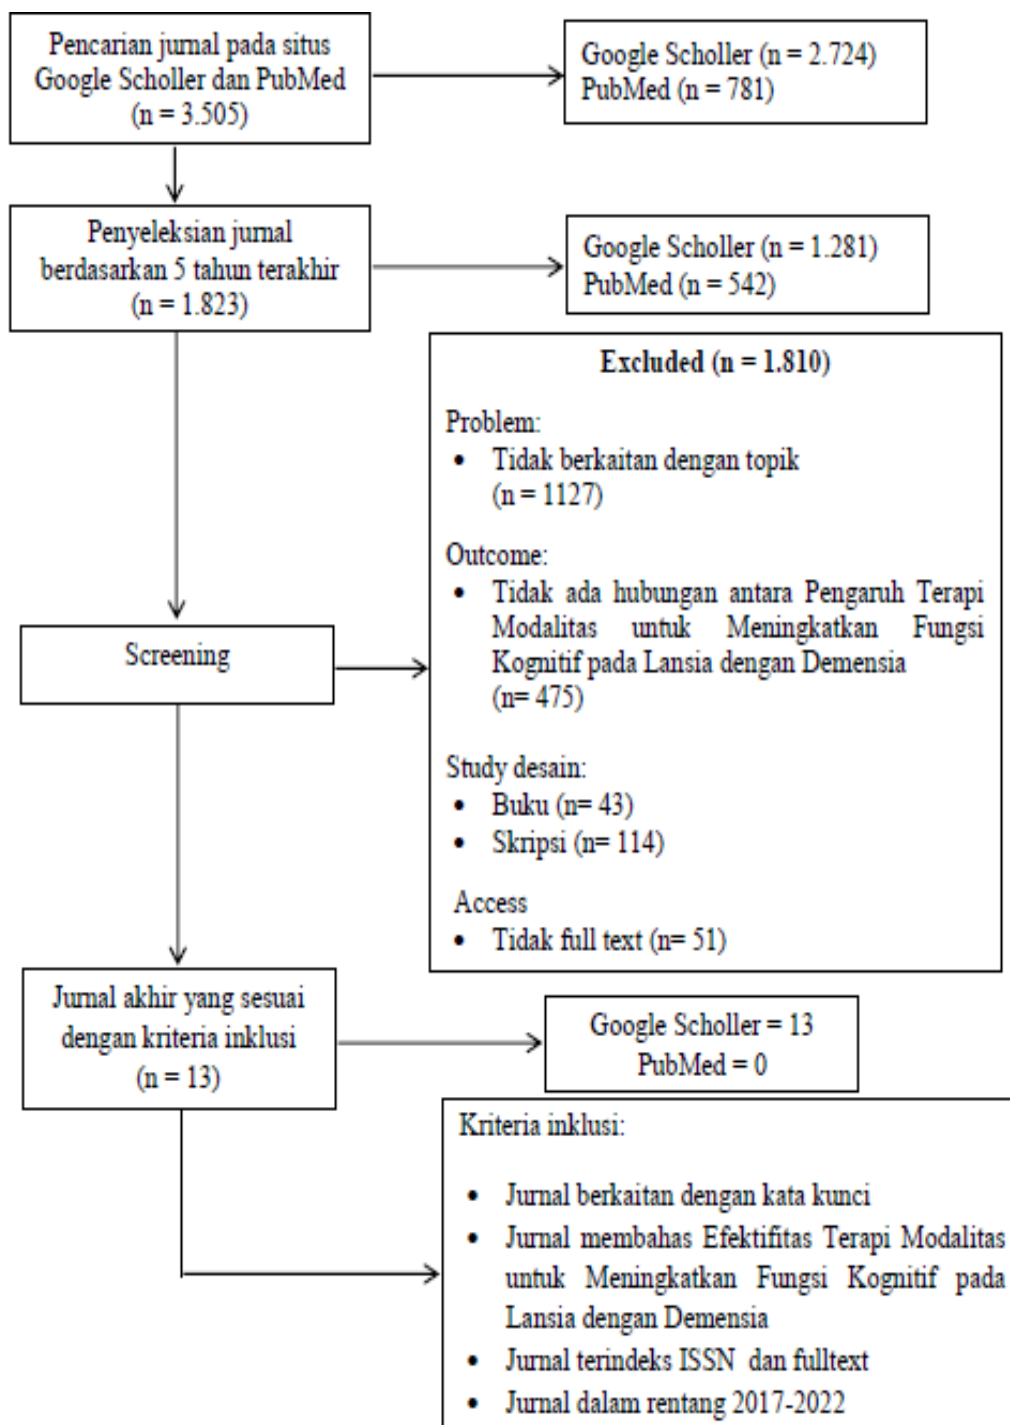 Pencarian jurnal pada situs
Google Scholler dan PubMed
(n = 3.505)
Google Scholler (n = 2.724)
PubMed (n = 781)
Penyeleksian jurnal
berdasarkan 5 tahun terakhir
(n = 1.823)
Google Scholler (n = 1.281)
PubMed (n = 542)
Excluded (n = 1.810)
Problem:
• Tidak berkaitan dengan topik
(n = 1127)
Outcome:
• Tidak ada hubungan antara Pengaruh Terapi
Modalitas untuk Meningkatkan Fungsi
Kognitif pada Lansia dengan Demensia
(n= 475)
Study desain:
• Buku (n= 43)
• Skripsi (n= 114)
Access
• Tidak full text (n= 51)
Screening
Jurnal akhir yang sesuai
dengan kriteria inklusi
(n = 13)
Google Scholler = 13
PubMed = 0
Kriteria inklusi:
• Jurnal berkaitan dengan kata kunci
• Jurnal membahas Efektifitas Terapi Modalitas
untuk Meningkatkan Fungsi Kognitif pada
Lansia dengan Demensia
• Jurnal terindeks ISSN dan fulltext
• Jurnal dalam rentang 2017-2022